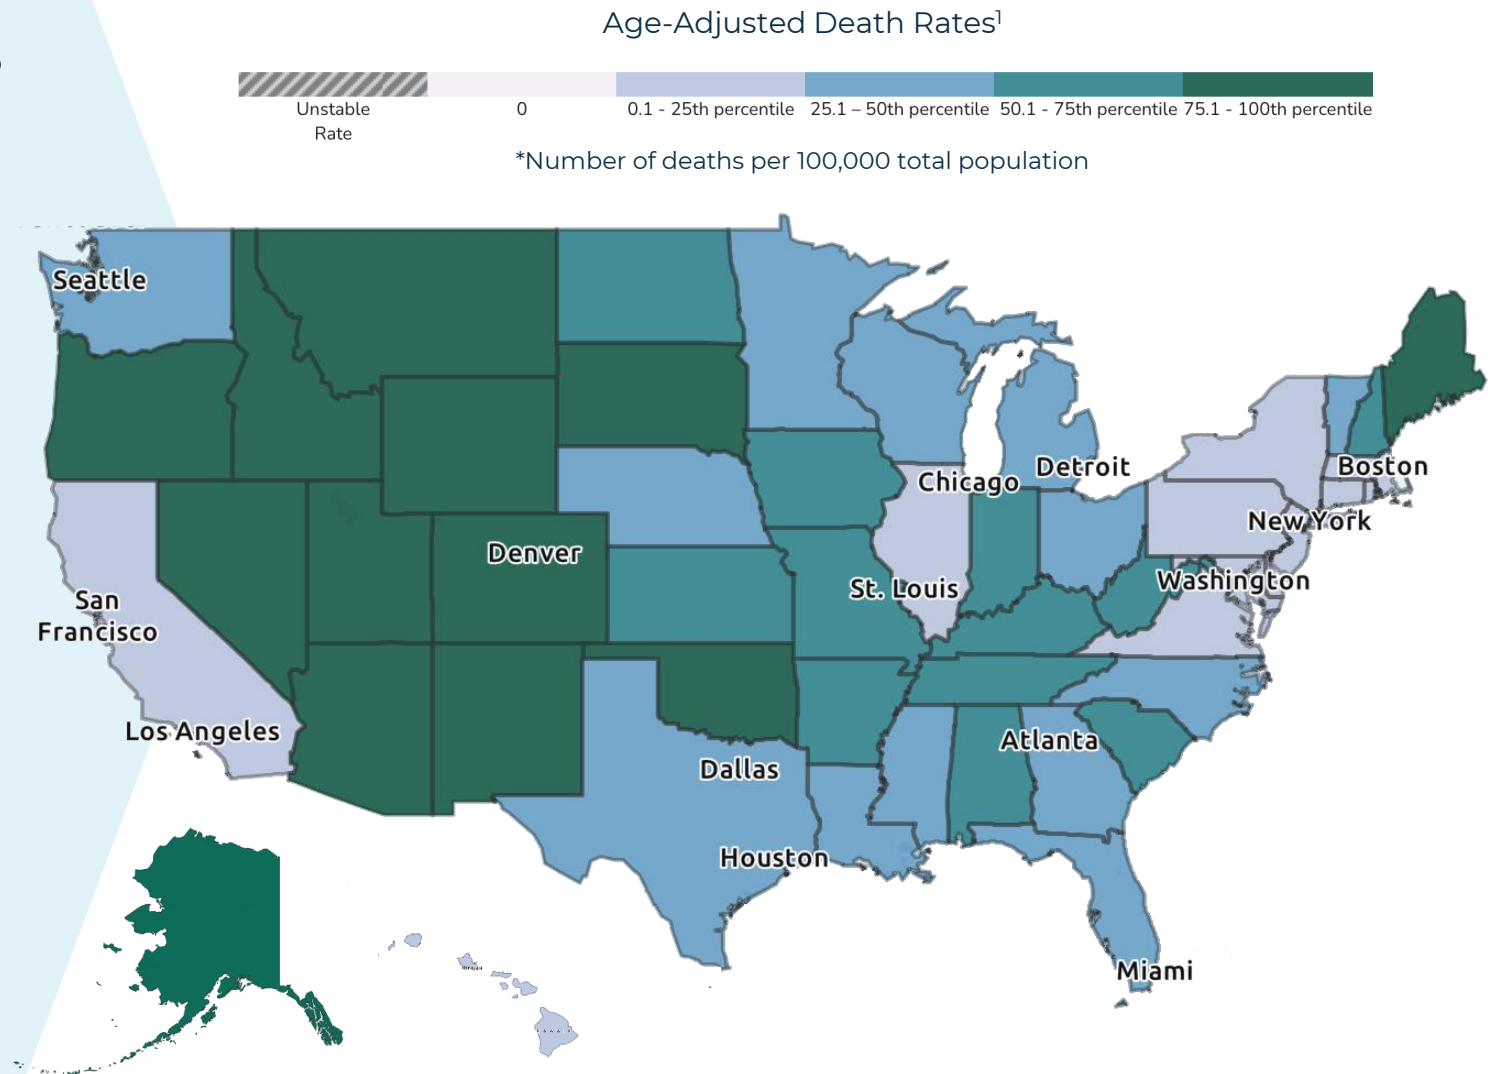 Age-Adjusted Death Rates¹
Unstable
Rate
0
0.1 - 25th percentile
25.1 – 50th percentile
50.1 - 75th percentile
75.1 - 100th percentile
*Number of deaths per 100,000 total population
Seattle
Detroit
Boston
Chicago
New York
Denver
Washington
St. Louis
San
Francisco
Los Angeles
Atlanta
Dallas
Houston
Miami